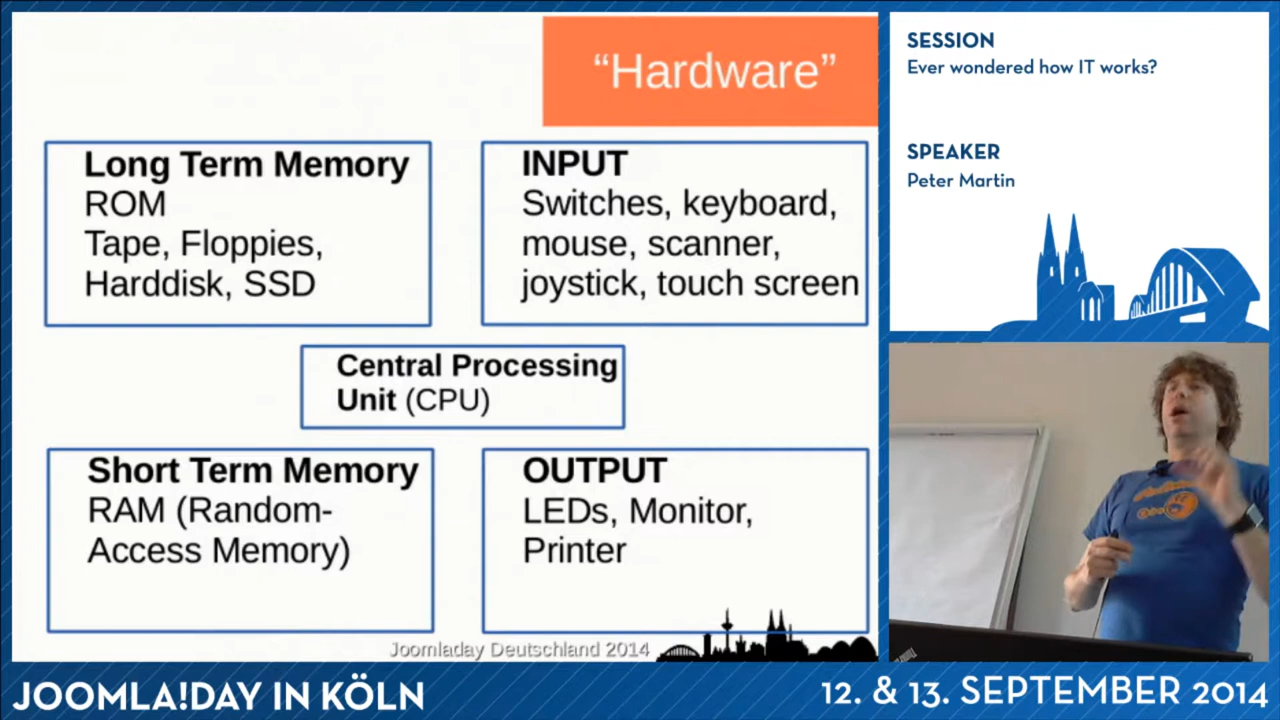 “Hardware”
Long Term Memory
ROM
Tape, Floppies,
Harddisk, SSD
INPUT
Switches, keyboard,
mouse, scanner,
joystick, touch screen
Central Processing
Unit (CPU)
Short Term Memory
RAM (Random-
Access Memory)
OUTPUT
LEDs, Monitor,
Printer
Joomladay Deutschland 2014
SESSION
Ever wondered how IT works?
SPEAKER
Peter Martin
JOOMLA!DAY IN KÖLN
12. & 13. SEPTEMBER 2014